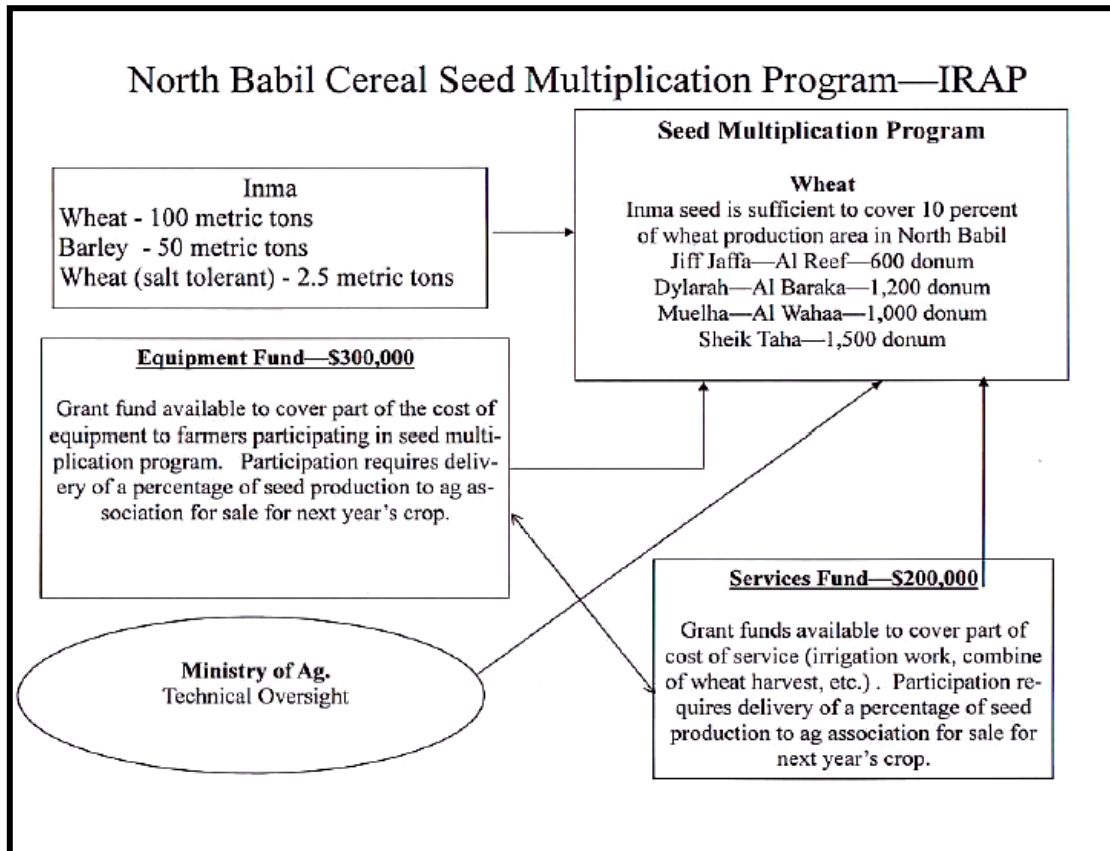 North Babil Cereal Seed Multiplication Program—IRAP
Inma
Wheat - 100 metric tons
Barley - 50 metric tons
Wheat (salt tolerant) - 2.5 metric tons
Seed Multiplication Program
Wheat
Inma seed is sufficient to cover 10 percent
of wheat production area in North Babil
Jiff Jaffa—Al Reef—600 donum
Dylarah—Al Baraka—1,200 donum
Muelha—Al Wahaa—1,000 donum
Sheik Taha—1,500 donum
Equipment Fund—$300,000
Grant fund available to cover part of the cost of
equipment to farmers participating in seed multi-
plication program. Participation requires deliv-
ery of a percentage of seed production to ag as-
sociation for sale for next year's crop.
Ministry of Ag.
Technical Oversight
Services Fund—$200,000
Grant funds available to cover part of
cost of service (irrigation work, combine
of wheat harvest, etc.) . Participation re-
quires delivery of a percentage of seed
production to ag association for sale for
next year's crop.